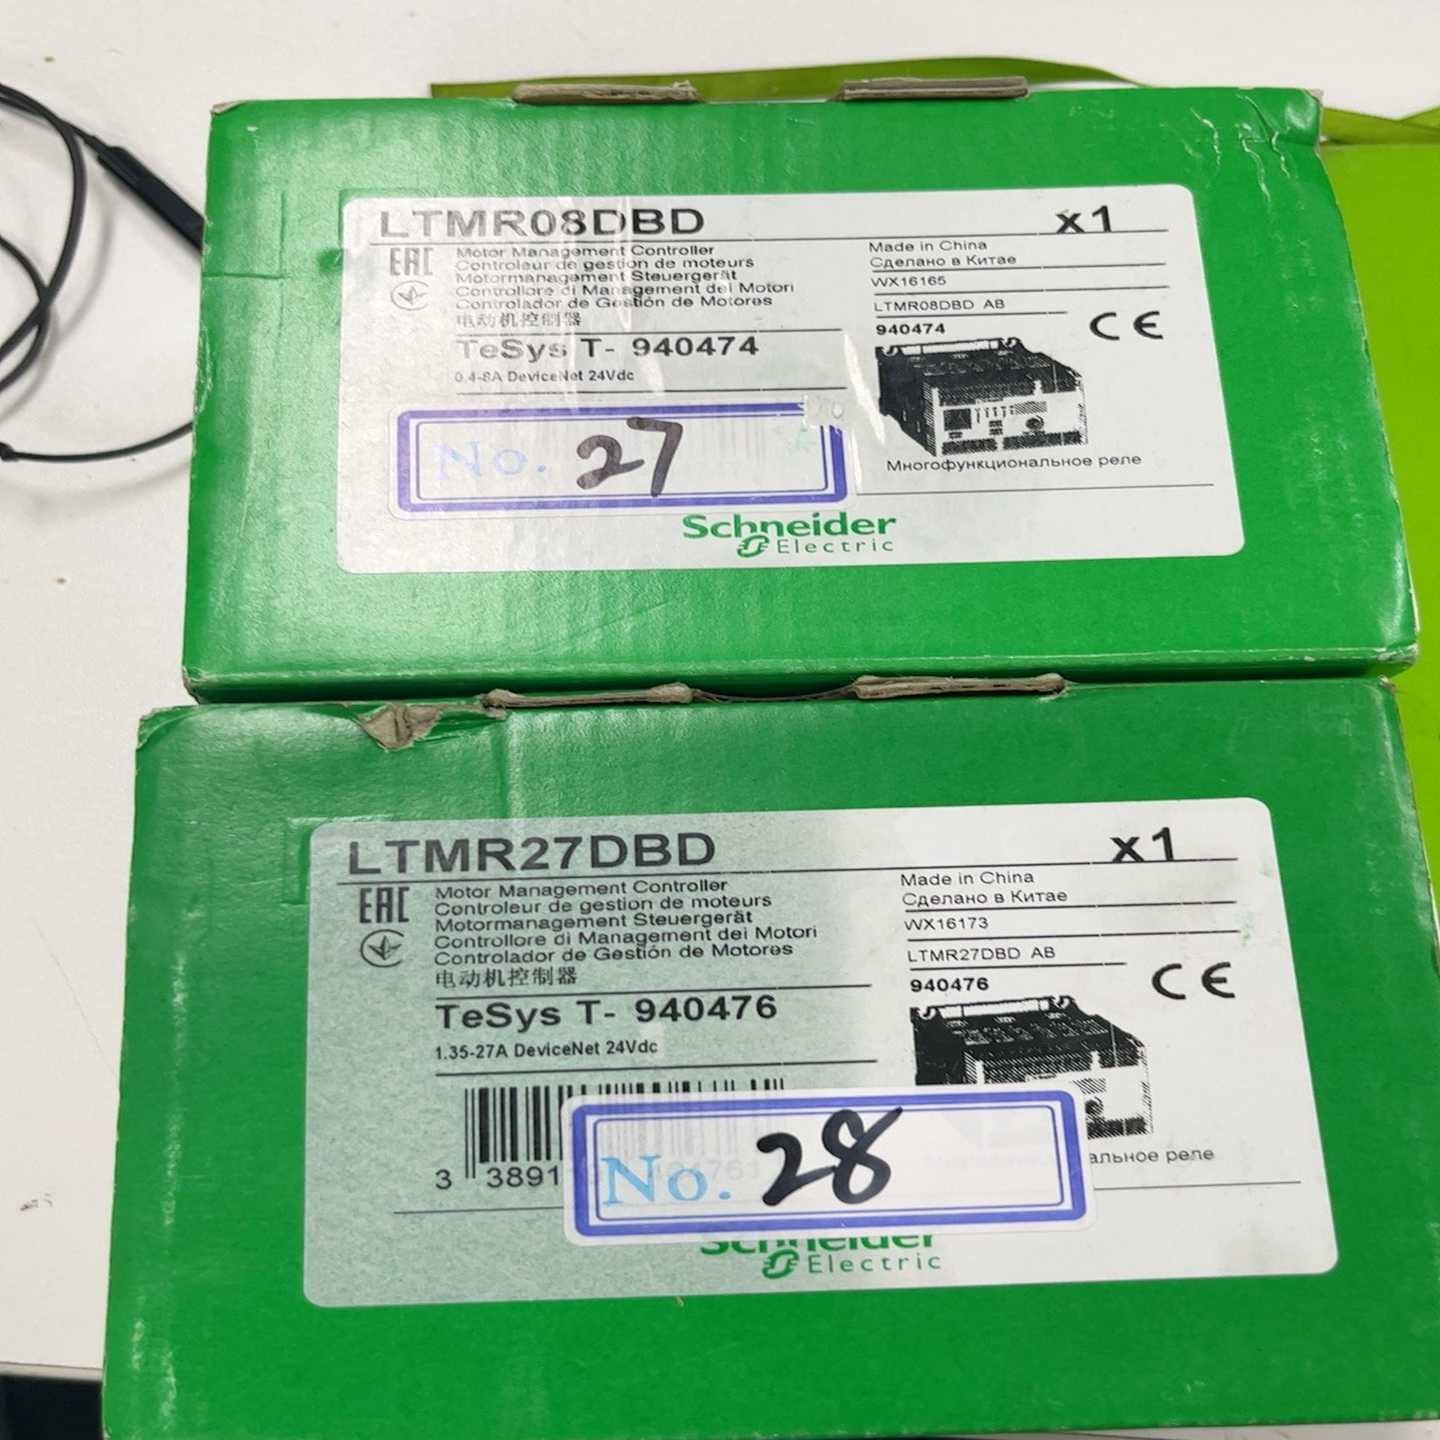 LTMR08DBD x1
EAC
Motor Management Controller
Controleur de gestion de moteurs
Motormanagement Steuergerät
Controllore di Management dei Motori
Controlador de Gestión de Motores
电动机控制器
TeSys T- 940474
0.4-8A DeviceNet 24Vdc
Made in China
Сделано в Китае
WX16165
LTMR08DBD AB
940474
CE
Многофункциональное реле
No. 27
Schneider
Electric
LTMR27DBD x1
EAC
Motor Management Controller
Controleur de gestion de moteurs
Motormanagement Steuergerät
Controllore di Management dei Motori
Controlador de Gestión de Motores
电动机控制器
TeSys T- 940476
1.35-27A DeviceNet 24Vdc
Made in China
Сделано в Китае
WX16173
LTMR27DBD AB
940476
CE
реле
3 3891
No. 28
Schneider
Electric